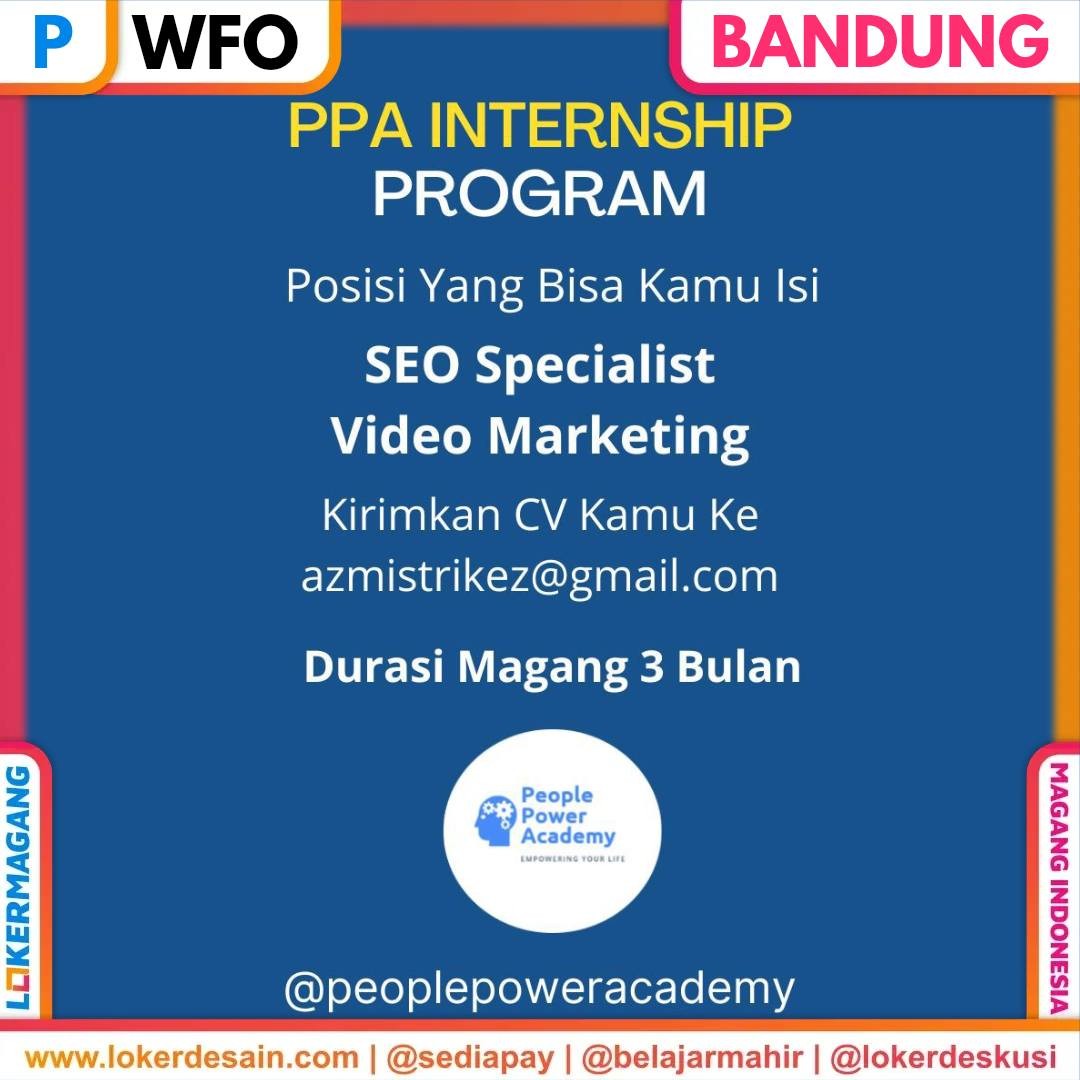 P WFO
BANDUNG
PPA INTERNSHIP
PROGRAM
Posisi Yang Bisa Kamu Isi
SEO Specialist
Video Marketing
Kirimkan CV Kamu Ke
azmistrikez@gmail.com
Durasi Magang 3 Bulan
People
Power
Academy
EMPOWERING YOUR LIFE
@peoplepoweracademy
LOKERMAGANG
MAGANG INDONESIA
www.lokerdesain.com | @sediapay | @belajarmahir | @lokerdeskusi